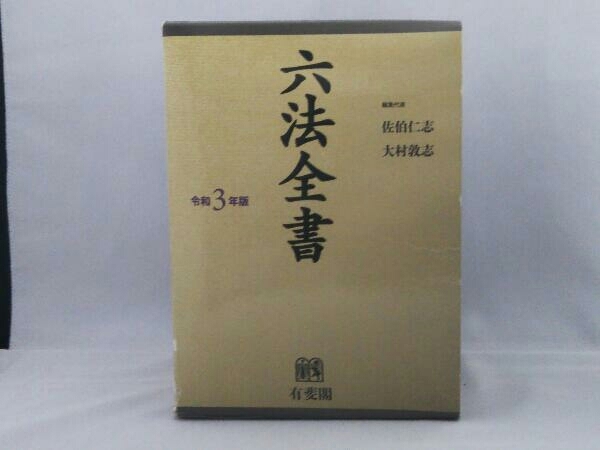 六法全書
令和3年版
編集代表
佐伯仁志
大村敦志
有斐閣